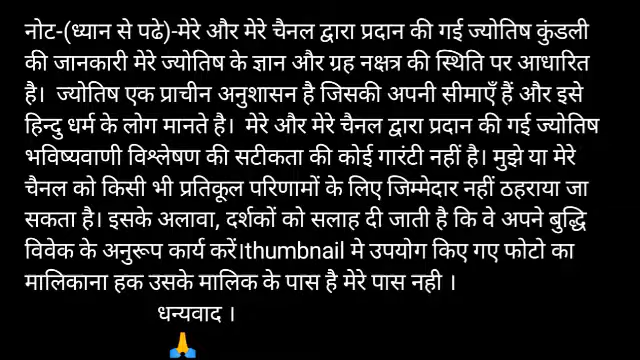 नोट-(ध्यान से पढे)-मेरे और मेरे चैनल द्वारा प्रदान की गई ज्योतिष कुंडली
की जानकारी मेरे ज्योतिष के ज्ञान और ग्रह नक्षत्र की स्थिति पर आधारित
है। ज्योतिष एक प्राचीन अनुशासन है जिसकी अपनी सीमाएँ हैं और इसे
हिन्दु धर्म के लोग मानते है। मेरे और मेरे चैनल द्वारा प्रदान की गई ज्योतिष
भविष्यवाणी विश्लेषण की सटीकता की कोई गारंटी नहीं है। मुझे या मेरे
चैनल को किसी भी प्रतिकूल परिणामों के लिए जिम्मेदार नहीं ठहराया जा
सकता है। इसके अलावा, दर्शकों को सलाह दी जाती है कि वे अपने बुद्धि
विवेक के अनुरूप कार्य करें।thumbnail मे उपयोग किए गए फोटो का
मालिकाना हक उसके मालिक के पास है मेरे पास नही ।
धन्यवाद ।
🙏